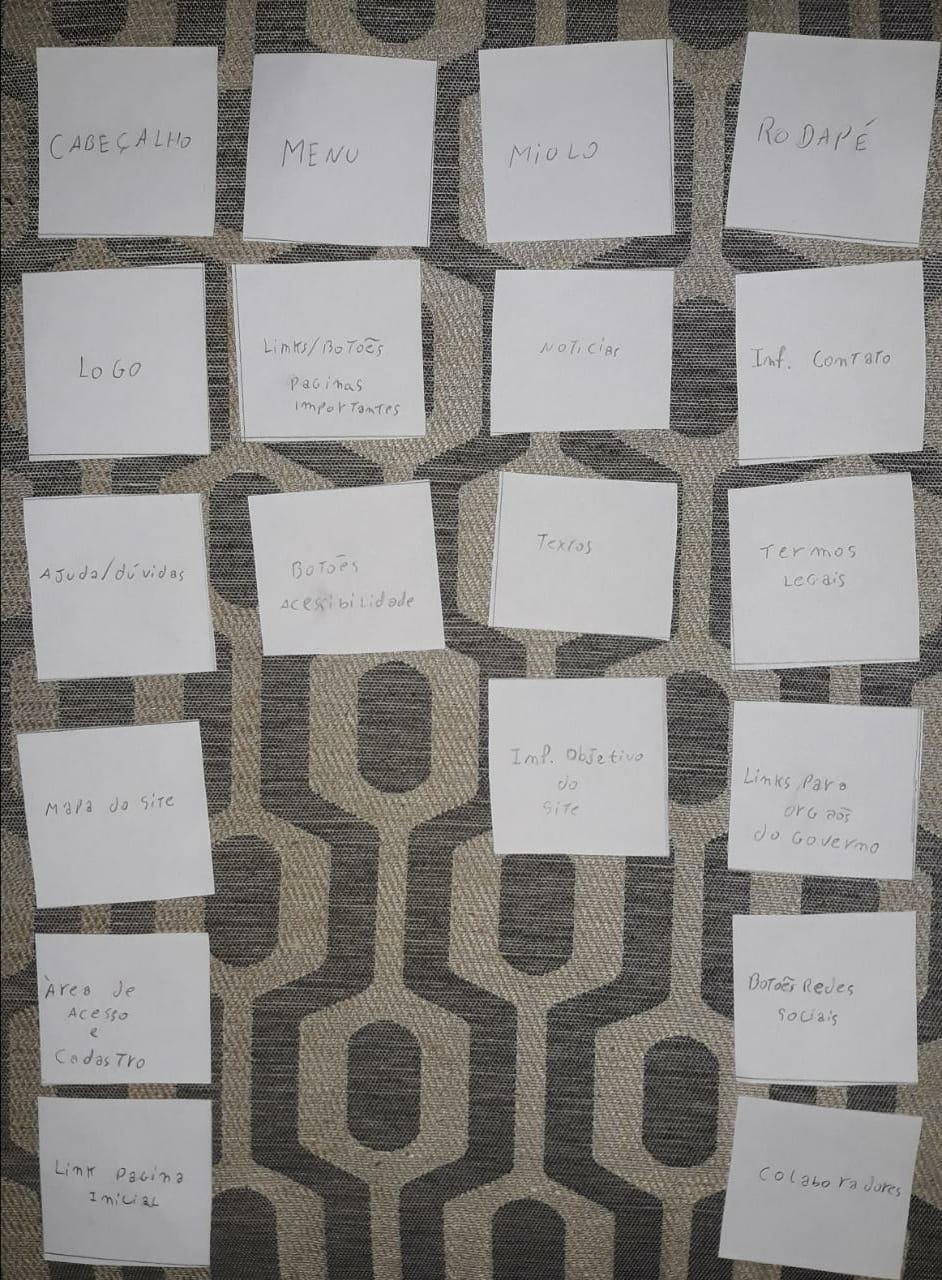 CABEÇALHO
MENU
MIOLO
RODAPÉ
LOGO
Links/Botões
Paginas
importantes
Noticias
Inf. Contato
Ajuda/dúvidas
Botões
Acessibilidade
Textos
Termos
Legais
Mapa do site
Inf. Objetivo
do
Site
Links Para
orgaõs
do Governo
Àrea de
Acesso
e
Cadastro
Botões Redes
Sociais
Link Pagina
Inicial
Colaboradores